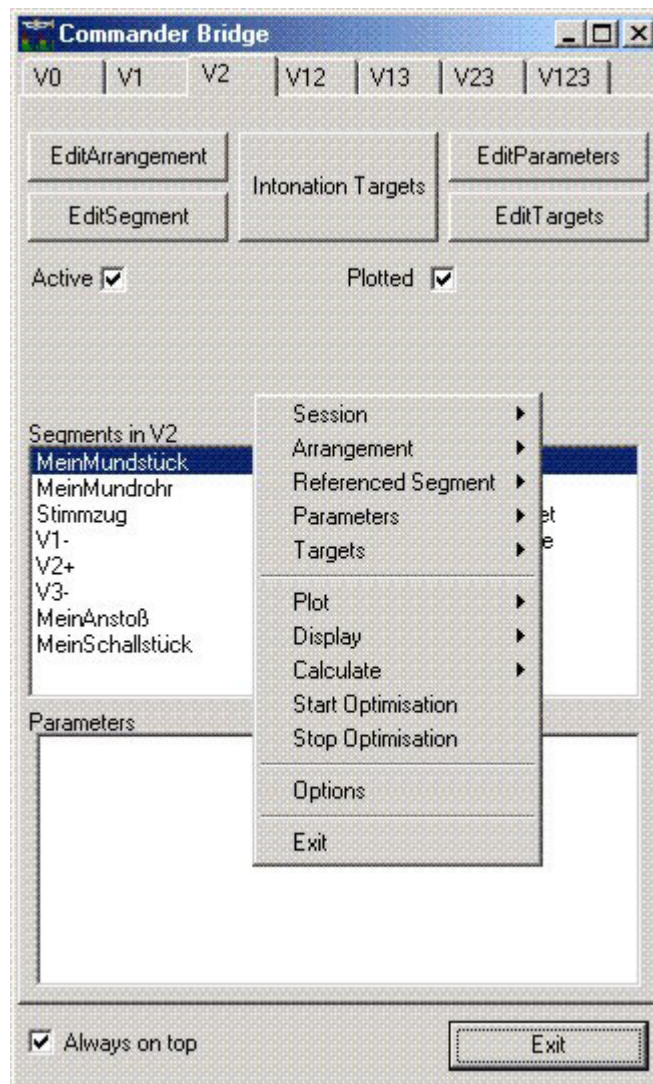 Commander Bridge
V0 V1 V2 V12 V13 V23 V123
EditArrangement
Intonation Targets
EditParameters
EditSegment
EditTargets
Active
Plotted
Segments in V2
MeinMundstück
MeinMundrohr
Stimmzug
V1-
V2+
V3-
MeinAnstoß
MeinSchallstück
Session
Arrangement
Referenced Segment
Parameters
Targets
Plot
Display
Calculate
Start Optimisation
Stop Optimisation
Options
Exit
Parameters
Always on top
Exit